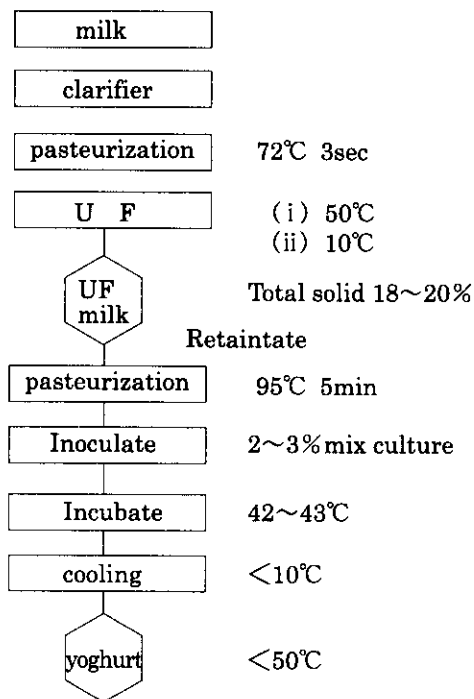 milk
clarifier
pasteurization 72℃ 3sec
U F (i) 50℃
(ii) 10℃
UF
milk
Total solid 18~20%
Retaintate
pasteurization 95℃ 5min
Inoculate 2~3% mix culture
Incubate 42~43℃
cooling <10℃
yoghurt <50℃